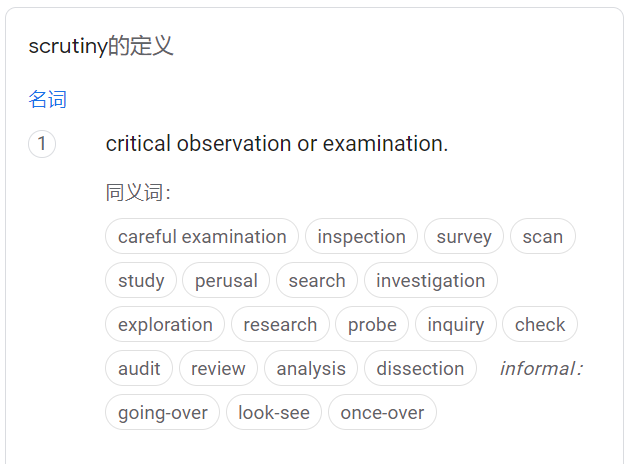 scrutiny的定义
名词
1 critical observation or examination.
同义词：
careful examination inspection survey scan
study perusal search investigation
exploration research probe inquiry check
audit review analysis dissection informal:
going-over look-see once-over